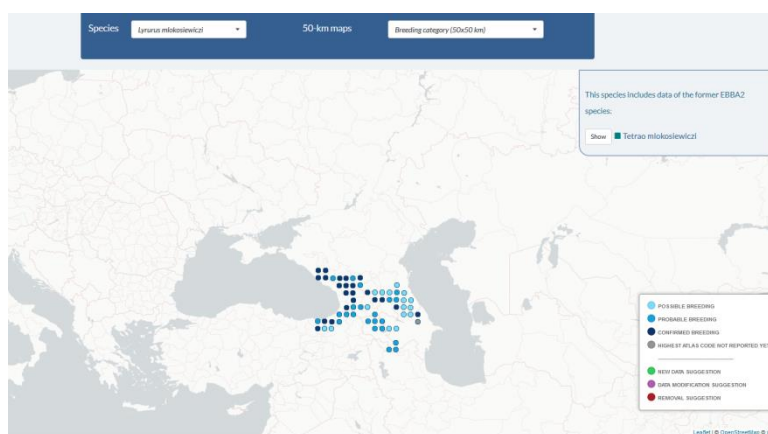 Species
Lyrurus mlokosiewiczi
50-km maps
Breeding category (50x50 km)
This species includes data of the former EBBA2
species:
Show Tetrao mlokosiewiczi
POSSIBLE BREEDING
PROBABLE BREEDING
CONFIRMED BREEDING
HIGHEST ATLAS CODE NOT REPORTED YET
NEW DATA SUGGESTION
DATA MODIFICATION SUGGESTION
REMOVAL SUGGESTION
Leaflet | © OpenStreetMap ©